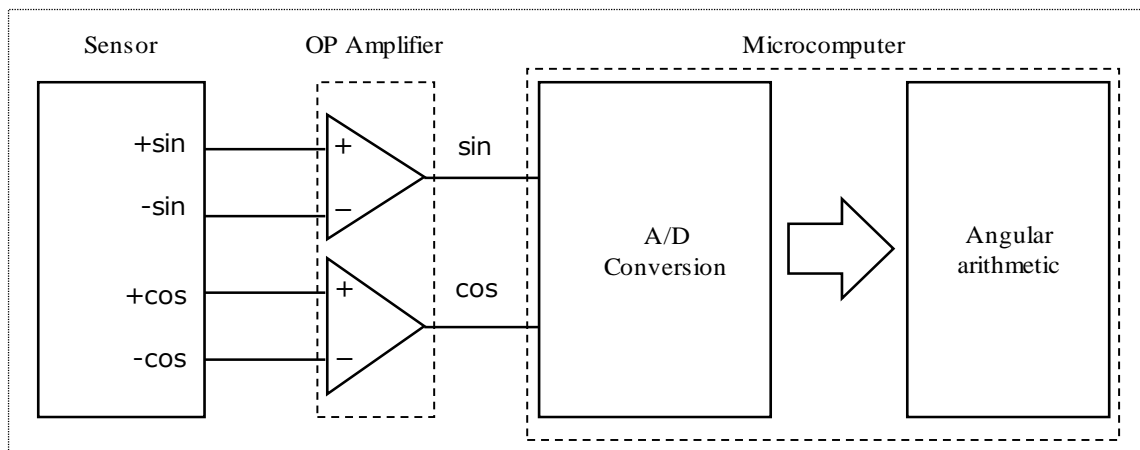 Sensor
OP Amplifier
Microcomputer
+sin
-sin
+cos
-cos
+
−
+
−
sin
cos
A/D
Conversion
Angular
arithmetic